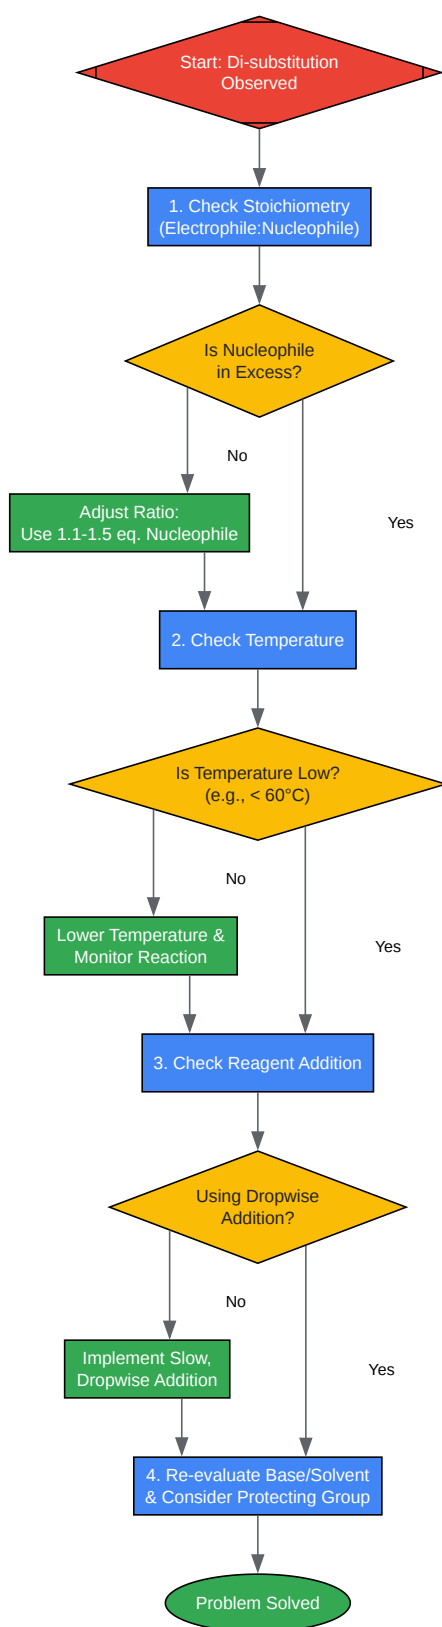 Start: Di-substitution
Observed
1. Check Stoichiometry
(Electrophile:Nucleophile)
Is Nucleophile
in Excess?
No
Adjust Ratio:
Use 1.1-1.5 eq. Nucleophile
Yes
2. Check Temperature
Is Temperature Low?
(e.g., < 60°C)
No
Lower Temperature &
Monitor Reaction
Yes
3. Check Reagent Addition
Using Dropwise
Addition?
No
Implement Slow,
Dropwise Addition
Yes
4. Re-evaluate Base/Solvent
& Consider Protecting Group
Problem Solved